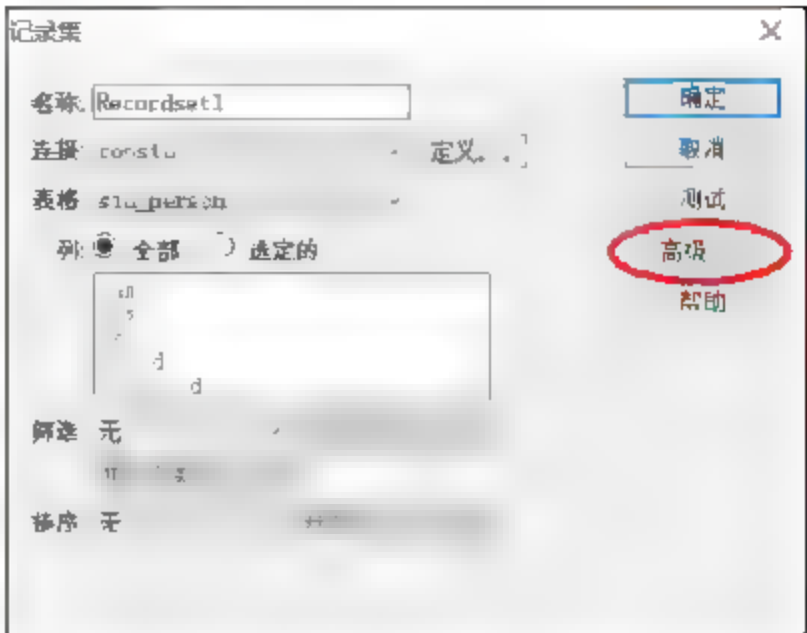 记录集
名称: Recordset1
确定
连接 constu
定义...
取消
表格 stu_person
测试
列: 全部 选定的
高级
帮助
筛选 无
排序 无